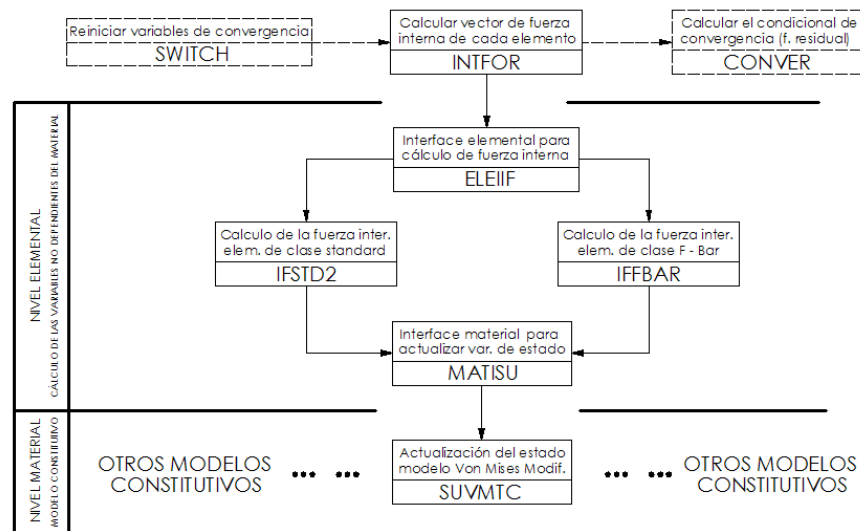 Reiniciar variables de convergencia
SWITCH
Calcular vector de fuerza
interna de cada elemento
INTFOR
Calcular el condicional de
convergencia (f. residual)
CONVER
NIVEL ELEMENTAL
CÁLCULO DE LAS VARIABLES NO DEPENDIENTES DEL MATERIAL
Interface elemental para
cálculo de fuerza interna
ELEIIF
Calculo de la fuerza inter.
elem. de clase standard
IFSTD2
Calculo de la fuerza inter.
elem. de clase F - Bar
IFFBAR
Interface material para
actualizar var. de estado
MATISU
NIVEL MATERIAL
MODELO CONSTITUTIVO
OTROS MODELOS
CONSTITUTIVOS
... ...
Actualización del estado
modelo Von Mises Modif.
SUVMTC
... ...
OTROS MODELOS
CONSTITUTIVOS